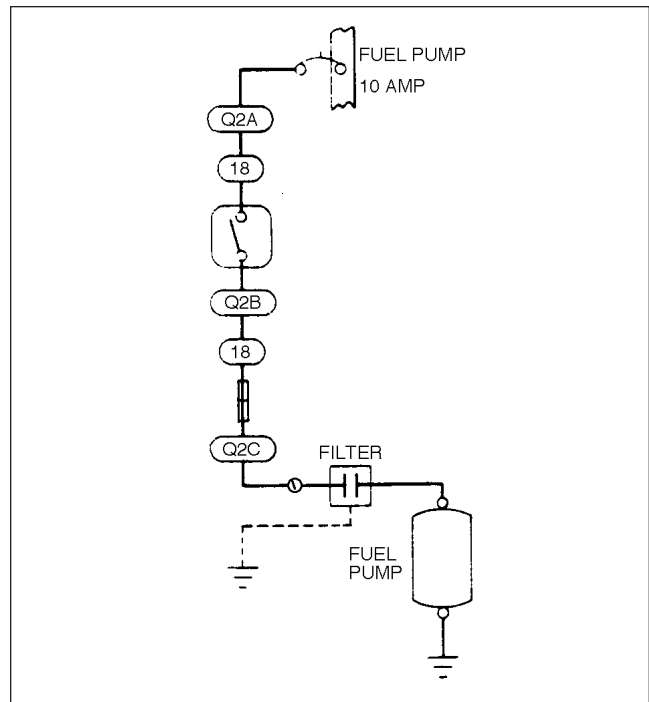 FUEL PUMP
10 AMP
Q2A
18
Q2B
18
Q2C
FILTER
FUEL
PUMP